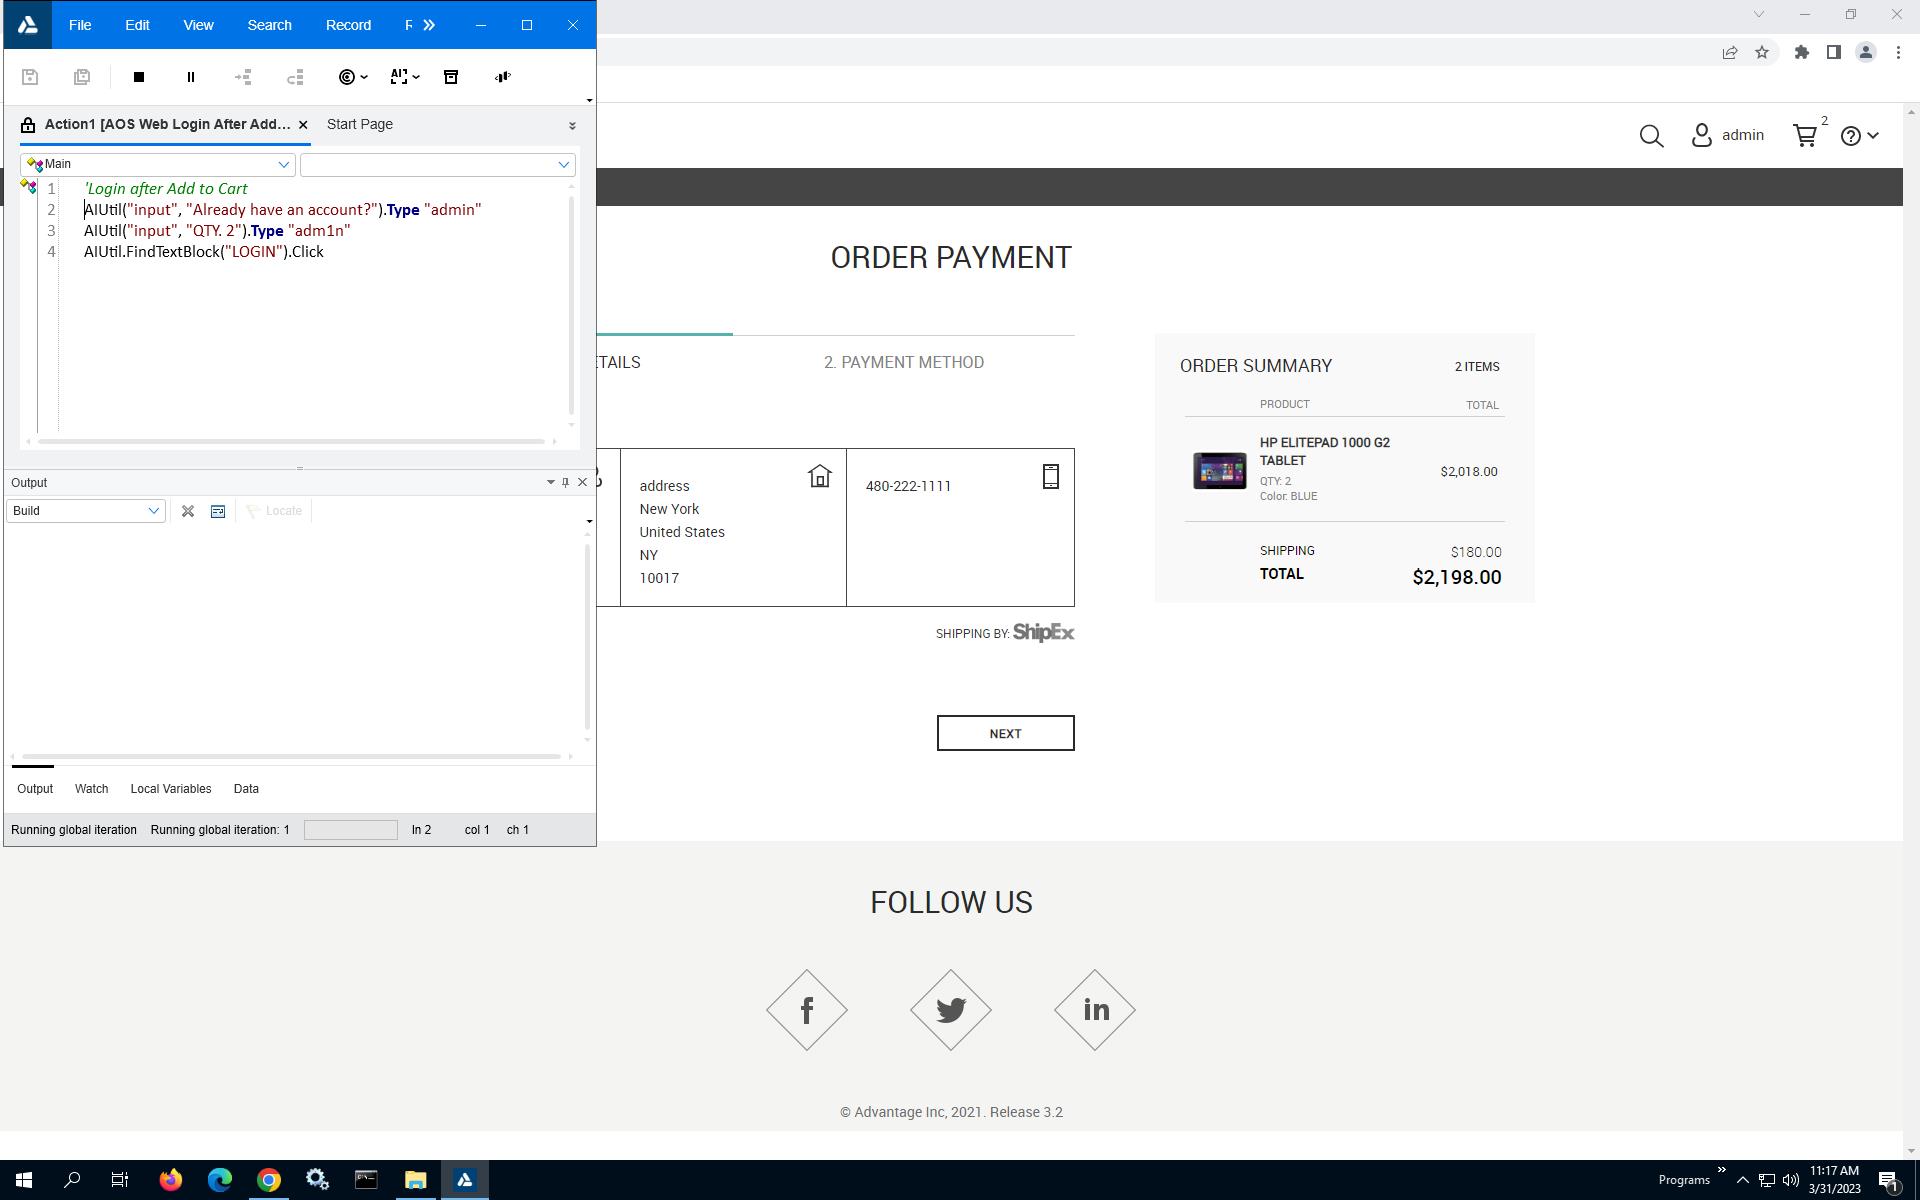 File Edit View Search Record
Action1 [AOS Web Login After Add... Start Page
Main
1 'Login after Add to Cart
2 AIUtil("input", "Already have an account?").Type "admin"
3 AIUtil("input", "QTY. 2").Type "adm1n"
4 AIUtil.FindTextBlock("LOGIN").Click
Output
Build Locate
Output Watch Local Variables Data
Running global iteration Running global iteration: 1 ln 2 col 1 ch 1
admin 2
ORDER PAYMENT
ETAILS 2. PAYMENT METHOD
address
New York
United States
NY
10017
480-222-1111
SHIPPING BY: ShipEx
NEXT
ORDER SUMMARY 2 ITEMS
PRODUCT TOTAL
HP ELITEPAD 1000 G2
TABLET
$2,018.00
QTY: 2
Color: BLUE
SHIPPING $180.00
TOTAL $2,198.00
FOLLOW US
f in
© Advantage Inc, 2021. Release 3.2
Programs
11:17 AM
3/31/2023
1